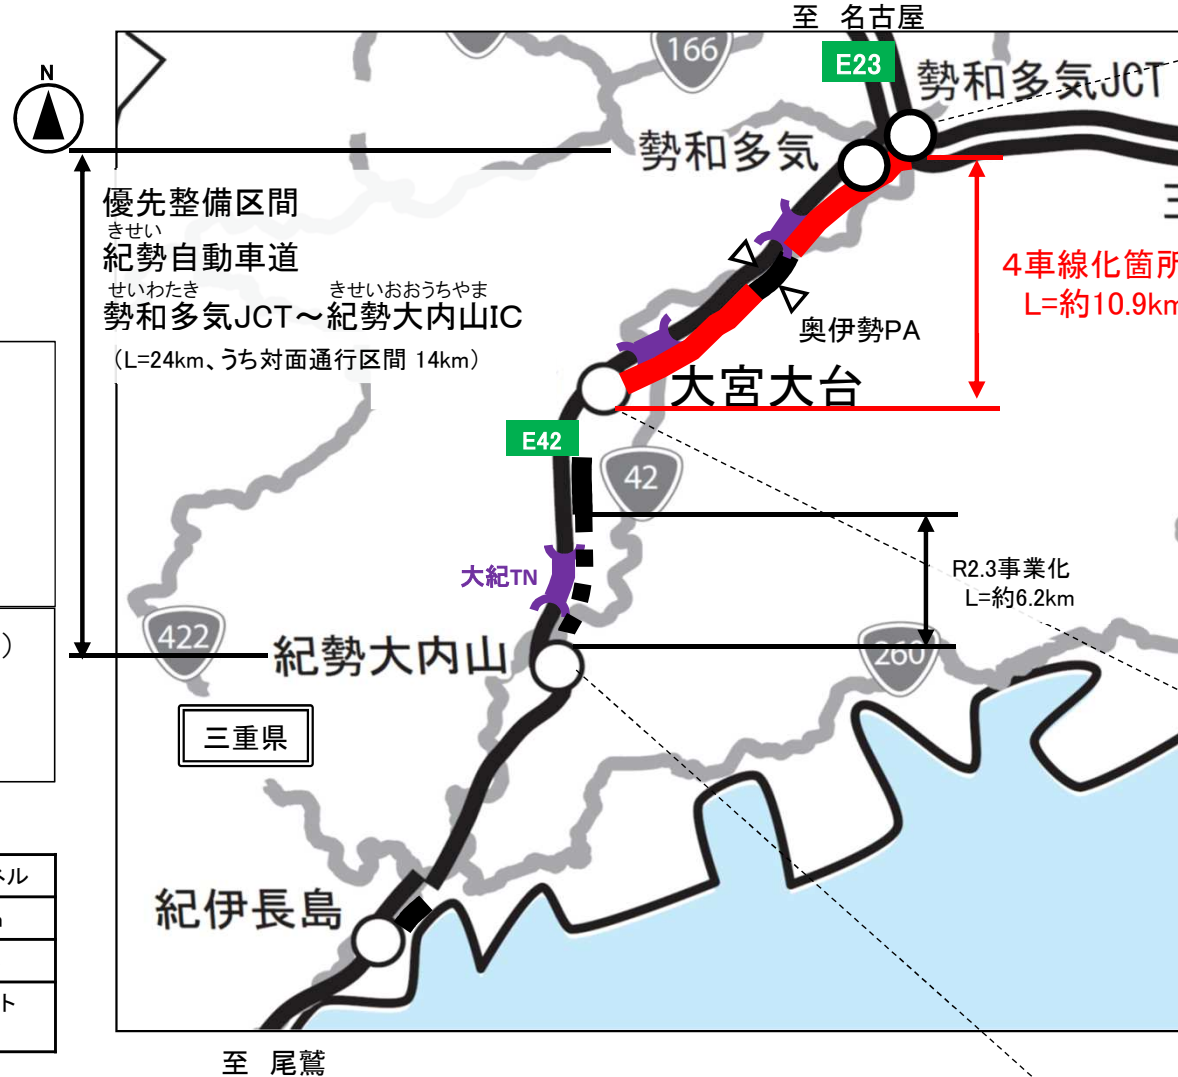 至 名古屋
N
166
E23
勢和多気JCT
勢和多気
優先整備区間
きせい
紀勢自動車道
せいわたき きせいおおうちやま
勢和多気JCT～紀勢大内山IC
（L=24km、うち対面通行区間 14km）
4車線化箇所
L=約10.9km
奥伊勢PA
大宮大台
E42
42
大紀TN
R2.3事業化
L=約6.2km
422
紀勢大内山
260
三重県
）
ネル
紀伊長島
ト
至 尾鷲